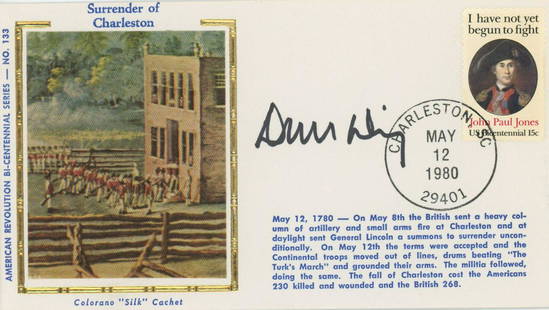 Surrender of
Charleston
AMERICAN REVOLUTION BI-CENTENNIAL SERIES — NO. 133
Colorano "Silk" Cachet
I have not yet
begun to fight
John Paul Jones
US Bicentennial 15c
CHARLESTON, SC
MAY
12
1980
29401
May 12, 1780 — On May 8th the British sent a heavy col-
umn of artillery and small arms fire at Charleston and at
daylight sent General Lincoln a summons to surrender uncon-
ditionally. On May 12th the terms were accepted and the
Continental troops moved out of lines, drums beating "The
Turk's March" and grounded their arms. The militia followed,
doing the same. The fall of Charleston cost the Americans
230 killed and wounded and the British 268.